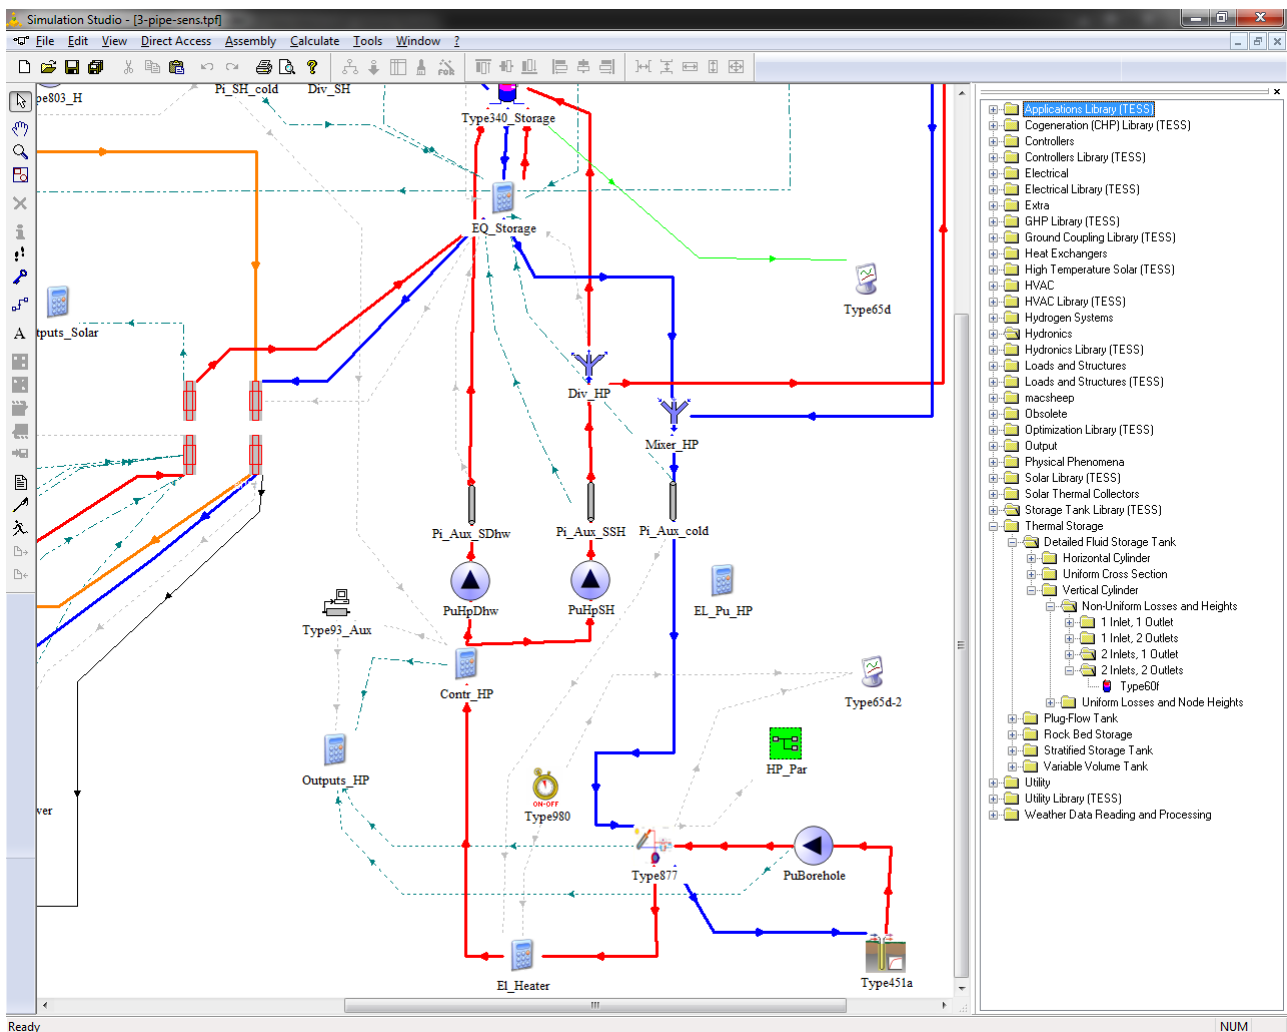 Simulation Studio - [3-pipe-sens.tpf]
File Edit View Direct Access Assembly Calculate Tools Window ?
FOR
A
pe803_H
Pi_SH_cold
Div_SH
Type340_Storage
EQ_Storage
Type65d
tputs_Solar
Div_HP
Mixer_HP
Pi_Aux_SDhw
Pi_Aux_SSH
Pi_Aux_cold
PuHpDhw
PuHpSH
EL_Pu_HP
Type93_Aux
Contr_HP
Type65d-2
Outputs_HP
HP_Par
ON-OFF
Type980
ver
Type877
PuBorehole
El_Heater
Type451a
Applications Library (TESS)
Cogeneration (CHP) Library (TESS)
Controllers
Controllers Library (TESS)
Electrical
Electrical Library (TESS)
Extra
GHP Library (TESS)
Ground Coupling Library (TESS)
Heat Exchangers
High Temperature Solar (TESS)
HVAC
HVAC Library (TESS)
Hydrogen Systems
Hydronics
Hydronics Library (TESS)
Loads and Structures
Loads and Structures (TESS)
macsheep
Obsolete
Optimization Library (TESS)
Output
Physical Phenomena
Solar Library (TESS)
Solar Thermal Collectors
Storage Tank Library (TESS)
Thermal Storage
Detailed Fluid Storage Tank
Horizontal Cylinder
Uniform Cross Section
Vertical Cylinder
Non-Uniform Losses and Heights
1 Inlet, 1 Outlet
1 Inlet, 2 Outlets
2 Inlets, 1 Outlet
2 Inlets, 2 Outlets
Type60f
Uniform Losses and Node Heights
Plug-Flow Tank
Rock Bed Storage
Stratified Storage Tank
Variable Volume Tank
Utility
Utility Library (TESS)
Weather Data Reading and Processing
Ready
NUM